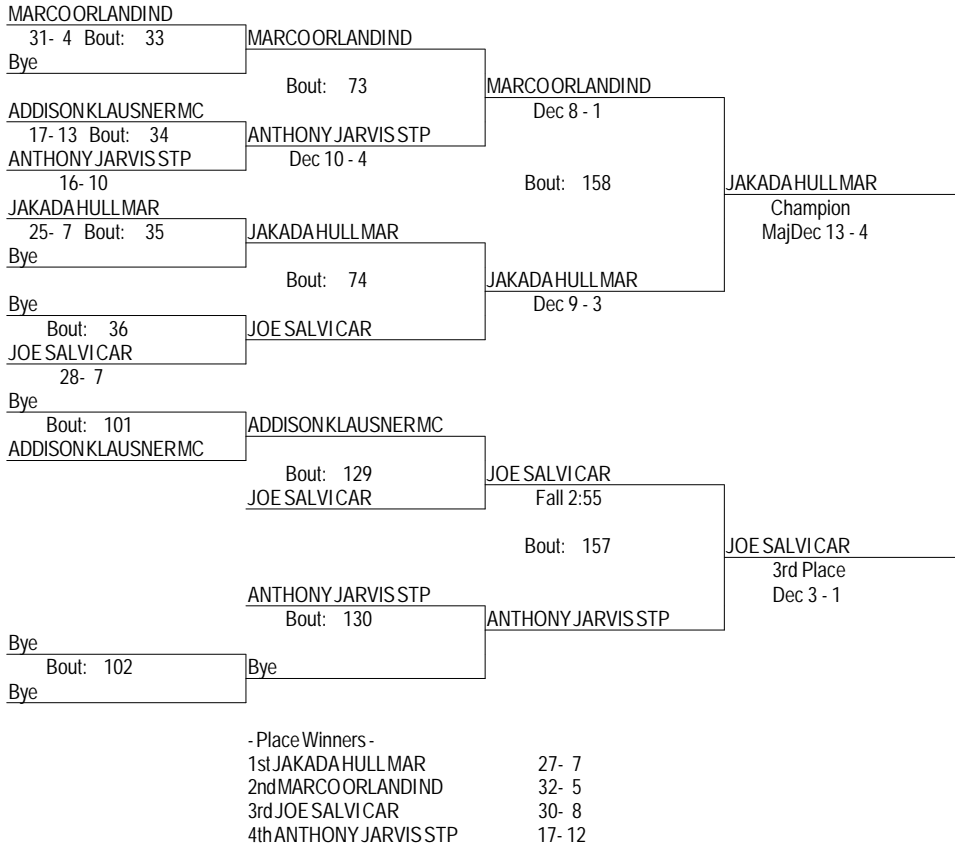 MARCO ORLANDI ND
31- 4 Bout: 33
Bye
MARCO ORLANDI ND
Bout: 73
MARCO ORLANDI ND
Dec 8 - 1
ADDISON KLAUSNER MC
17- 13 Bout: 34
ANTHONY JARVIS STP
16- 10
ANTHONY JARVIS STP
Dec 10 - 4
Bout: 158
JAKADA HULL MAR
Champion
MajDec 13 - 4
JAKADA HULL MAR
25- 7 Bout: 35
Bye
JAKADA HULL MAR
Bout: 74
JAKADA HULL MAR
Dec 9 - 3
Bye
Bout: 36
JOE SALVI CAR
28- 7
JOE SALVI CAR
Bye
Bout: 101
ADDISON KLAUSNER MC
ADDISON KLAUSNER MC
Bout: 129
JOE SALVI CAR
JOE SALVI CAR
Fall 2:55
Bout: 157
JOE SALVI CAR
3rd Place
Dec 3 - 1
ANTHONY JARVIS STP
Bout: 130
ANTHONY JARVIS STP
Bye
Bout: 102
Bye
Bye
- Place Winners -
1st JAKADA HULL MAR 27- 7
2nd MARCO ORLANDI ND 32- 5
3rd JOE SALVI CAR 30- 8
4th ANTHONY JARVIS STP 17- 12